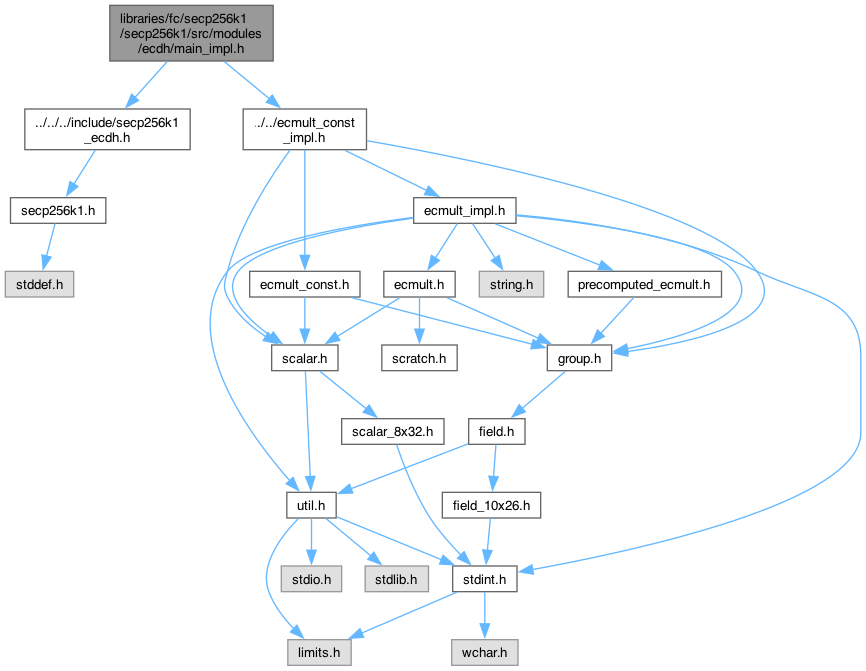 libraries/fc/secp256k1
/secp256k1/src/modules
/ecdh/main_impl.h
../../../include/secp256k1
_ecdh.h
../../ecmult_const
_impl.h
secp256k1.h
ecmult_impl.h
stddef.h
ecmult_const.h
ecmult.h
string.h
precomputed_ecmult.h
scalar.h
scratch.h
group.h
scalar_8x32.h
field.h
util.h
field_10x26.h
stdio.h
stdlib.h
stdint.h
limits.h
wchar.h